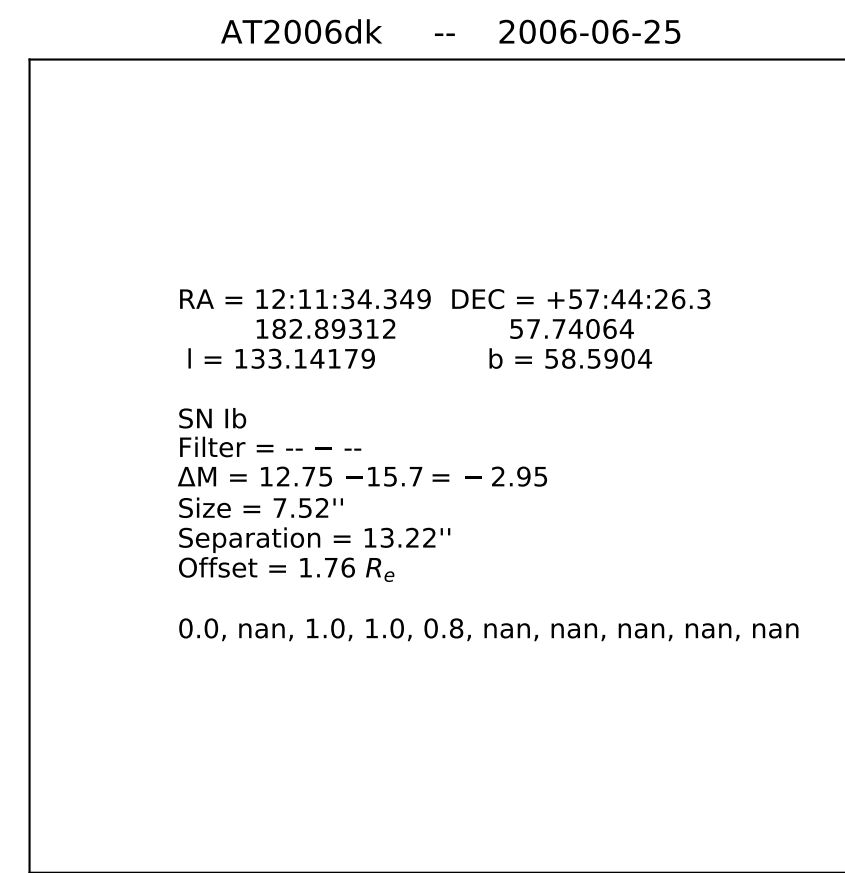 AT2006dk -- 2006-06-25
RA = 12:11:34.349 DEC = +57:44:26.3
182.89312 57.74064
l = 133.14179 b = 58.5904
SN Ib
Filter = -- − --
ΔM = 12.75 −15.7 = − 2.95
Size = 7.52''
Separation = 13.22''
Offset = 1.76 Rₑ
0.0, nan, 1.0, 1.0, 0.8, nan, nan, nan, nan, nan